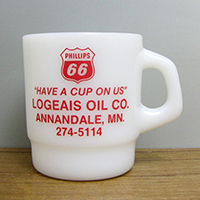 PHILLIPS
66
"HAVE A CUP ON US"
LOGEAIS OIL CO.
ANNANDALE, MN.
274-5114